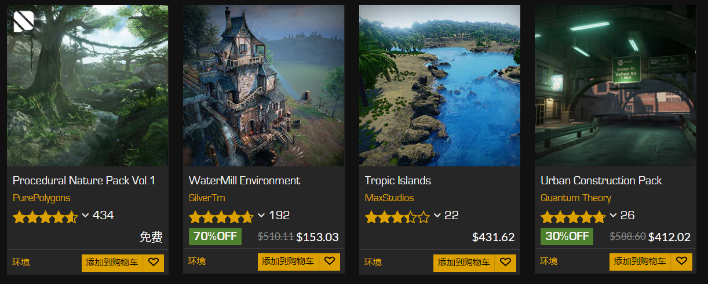 Procedural Nature Pack Vol 1
PurePolygons
434
免费
环境
添加到购物车
WaterMill Environment
SilverTm
192
70%OFF $510.11 $153.03
环境
添加到购物车
Tropic Islands
MaxStudios
22
$431.62
环境
添加到购物车
Urban Construction Pack
Quantum Theory
26
30%OFF $588.60 $412.02
环境
添加到购物车